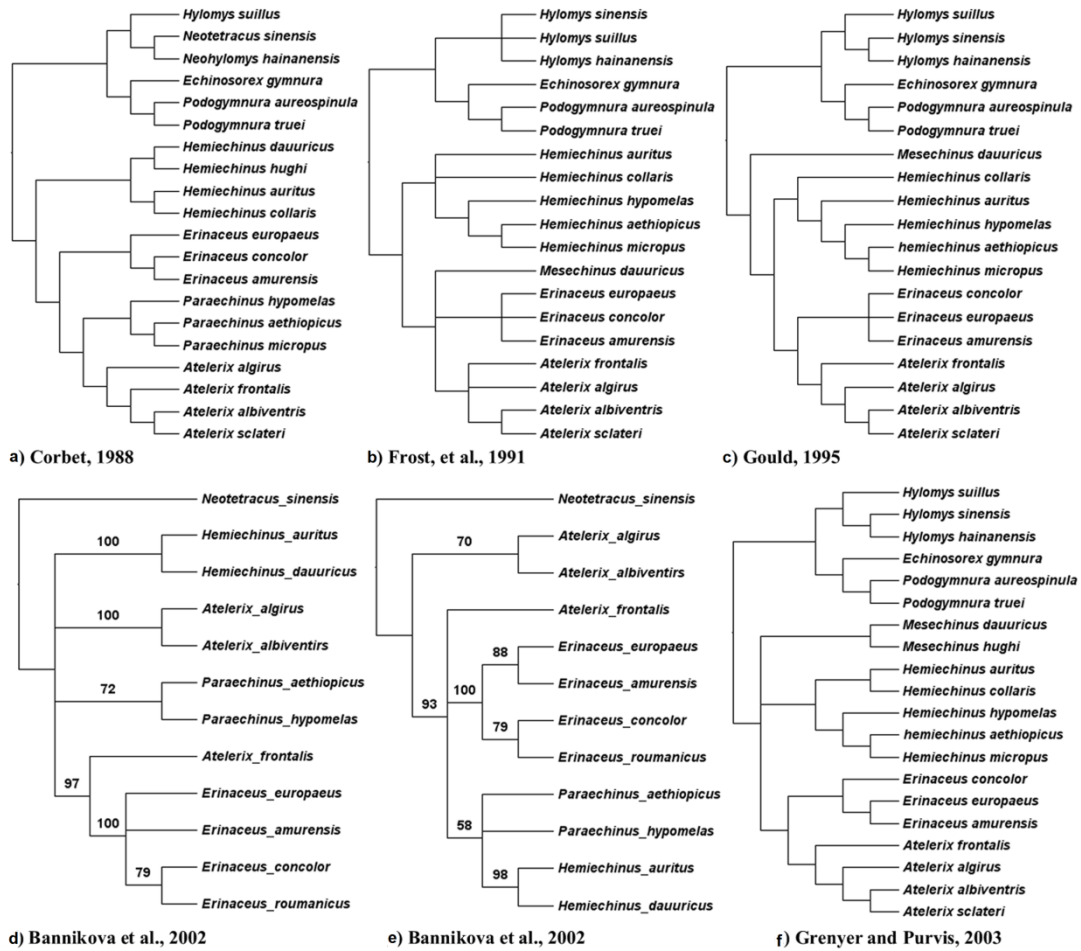 Hylomys suillus
Neotetracus sinensis
Neohylomys hainanensis
Echinosorex gymnura
Podogymnura aureospinula
Podogymnura truei
Hemiechinus dauuricus
Hemiechinus hughi
Hemiechinus auritus
Hemiechinus collaris
Erinaceus europaeus
Erinaceus concolor
Erinaceus amurensis
Paraechinus hypomelas
Paraechinus aethiopicus
Paraechinus micropus
Atelerix algirus
Atelerix frontalis
Atelerix albiventris
Atelerix sclateri
a) Corbet, 1988
Hylomys sinensis
Hylomys suillus
Hylomys hainanensis
Echinosorex gymnura
Podogymnura aureospinula
Podogymnura truei
Hemiechinus auritus
Hemiechinus collaris
Hemiechinus hypomelas
Hemiechinus aethiopicus
Hemiechinus micropus
Mesechinus dauuricus
Erinaceus europaeus
Erinaceus concolor
Erinaceus amurensis
Atelerix frontalis
Atelerix algirus
Atelerix albiventris
Atelerix sclateri
b) Frost, et al., 1991
Hylomys suillus
Hylomys sinensis
Hylomys hainanensis
Echinosorex gymnura
Podogymnura aureospinula
Podogymnura truei
Mesechinus dauuricus
Hemiechinus collaris
Hemiechinus auritus
Hemiechinus hypomelas
hemiechinus aethiopicus
Hemiechinus micropus
Erinaceus concolor
Erinaceus europaeus
Erinaceus amurensis
Atelerix frontalis
Atelerix algirus
Atelerix albiventris
Atelerix sclateri
c) Gould, 1995
Neotetracus_sinensis
Hemiechinus_auritus
100
Hemiechinus_dauuricus
Atelerix_algirus
100
Atelerix_albiventirs
Paraechinus_aethiopicus
72
Paraechinus_hypomelas
Atelerix_frontalis
97
Erinaceus_europaeus
100
Erinaceus_amurensis
Erinaceus_concolor
79
Erinaceus_roumanicus
d) Bannikova et al., 2002
Neotetracus_sinensis
Atelerix_algirus
70
Atelerix_albiventirs
Atelerix_frontalis
Erinaceus_europaeus
88
Erinaceus_amurensis
100
93
Erinaceus_concolor
79
Erinaceus_roumanicus
Paraechinus_aethiopicus
58
Paraechinus_hypomelas
Hemiechinus_auritus
98
Hemiechinus_dauuricus
e) Bannikova et al., 2002
Hylomys suillus
Hylomys sinensis
Hylomys hainanensis
Echinosorex gymnura
Podogymnura aureospinula
Podogymnura truei
Mesechinus dauuricus
Mesechinus hughi
Hemiechinus auritus
Hemiechinus collaris
Hemiechinus hypomelas
hemiechinus aethiopicus
Hemiechinus micropus
Erinaceus concolor
Erinaceus europaeus
Erinaceus amurensis
Atelerix frontalis
Atelerix algirus
Atelerix albiventris
Atelerix sclateri
f) Grenyer and Purvis, 2003